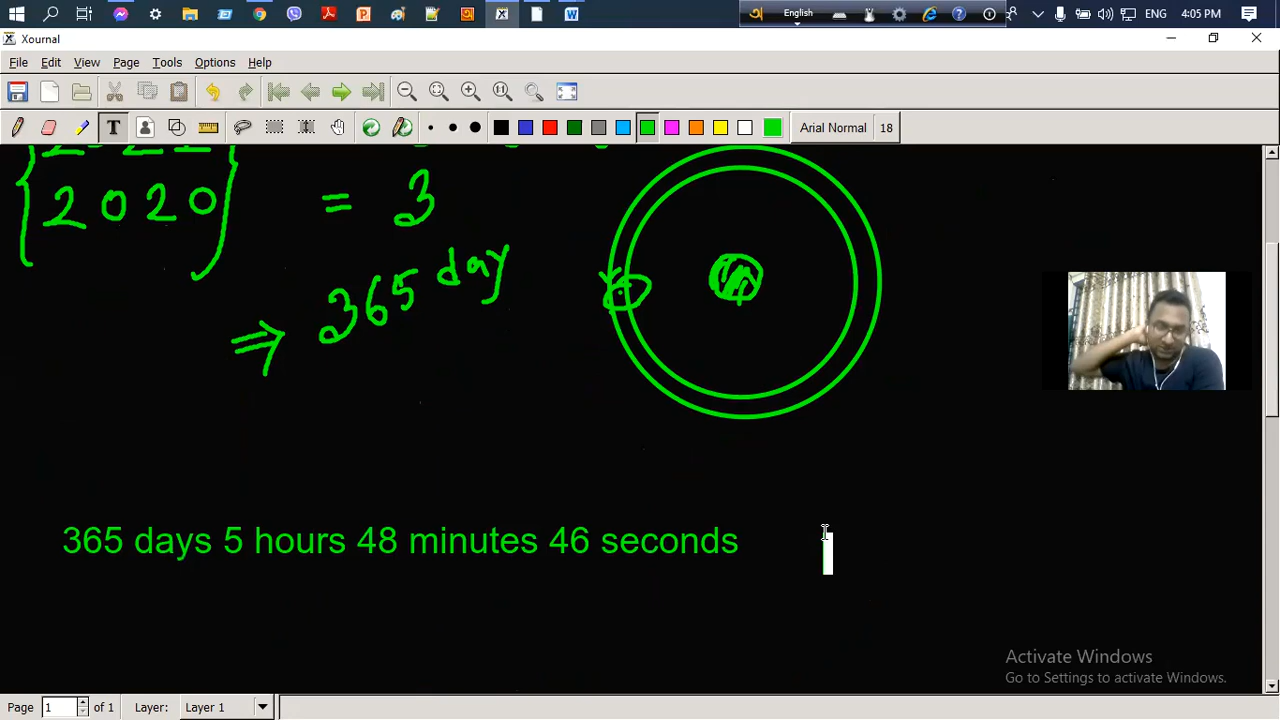 English
ENG
4:05 PM
Xournal
File Edit View Page Tools Options Help
Arial Normal 18
2020 = 3
⇒ 365 day
365 days 5 hours 48 minutes 46 seconds
Activate Windows
Go to Settings to activate Windows.
Page 1 of 1 Layer: Layer 1